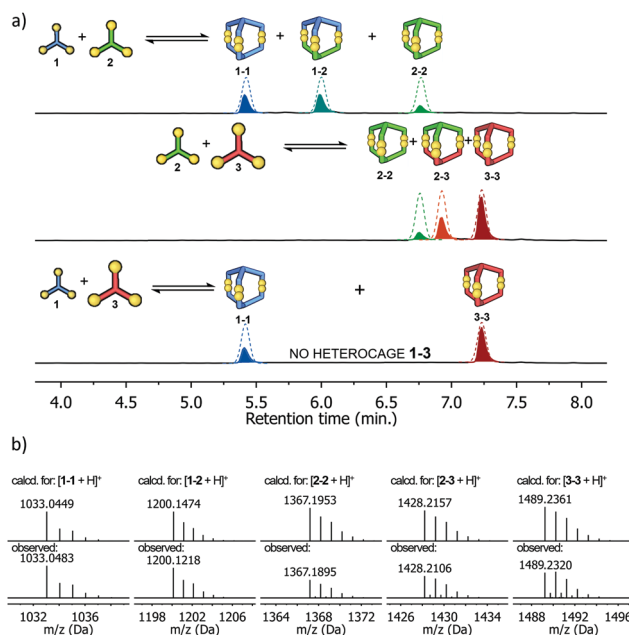 a)
1 + 2 1-1 + 1-2 + 2-2
2 + 3 2-2 + 2-3 + 3-3
1 + 3 1-1 + 3-3
NO HETEROCAGE 1-3
4.0 4.5 5.0 5.5 6.0 6.5 7.0 7.5 8.0
Retention time (min.)
b)
calcd. for: [1-1 + H]⁺ calcd. for: [1-2 + H]⁺ calcd. for: [2-2 + H]⁺ calcd. for: [2-3 + H]⁺ calcd. for: [3-3 + H]⁺
1033.0449 1200.1474 1367.1953 1428.2157 1489.2361
observed: observed: observed: observed: observed:
1033.0483 1200.1218 1367.1895 1428.2106 1489.2320
1032 1036 1198 1202 1206 1364 1368 1372 1426 1430 1434 1488 1492 1496
m/z (Da) m/z (Da) m/z (Da) m/z (Da) m/z (Da)